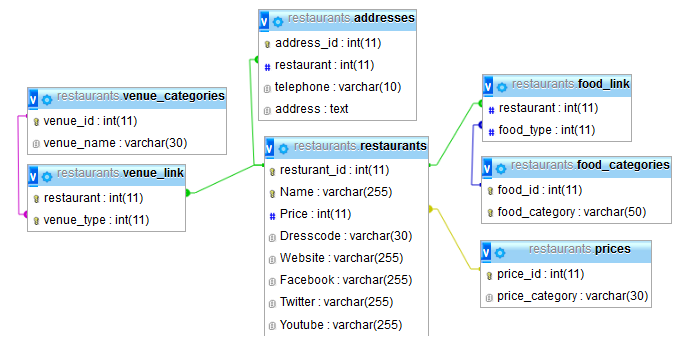 restaurants addresses
address_id : int(11)
restaurant : int(11)
telephone : varchar(10)
address : text
v restaurants venue_categories
venue_id : int(11)
venue_name : varchar(30)
v restaurants venue_link
restaurant : int(11)
venue_type : int(11)
v restaurants restaurants
resturant_id : int(11)
Name : varchar(255)
Price : int(11)
Dresscode : varchar(30)
Website : varchar(255)
Facebook : varchar(255)
Twitter : varchar(255)
Youtube : varchar(255)
v restaurants food_link
restaurant : int(11)
food_type : int(11)
v restaurants food_categories
food_id : int(11)
food_category : varchar(50)
v restaurants prices
price_id : int(11)
price_category : varchar(30)